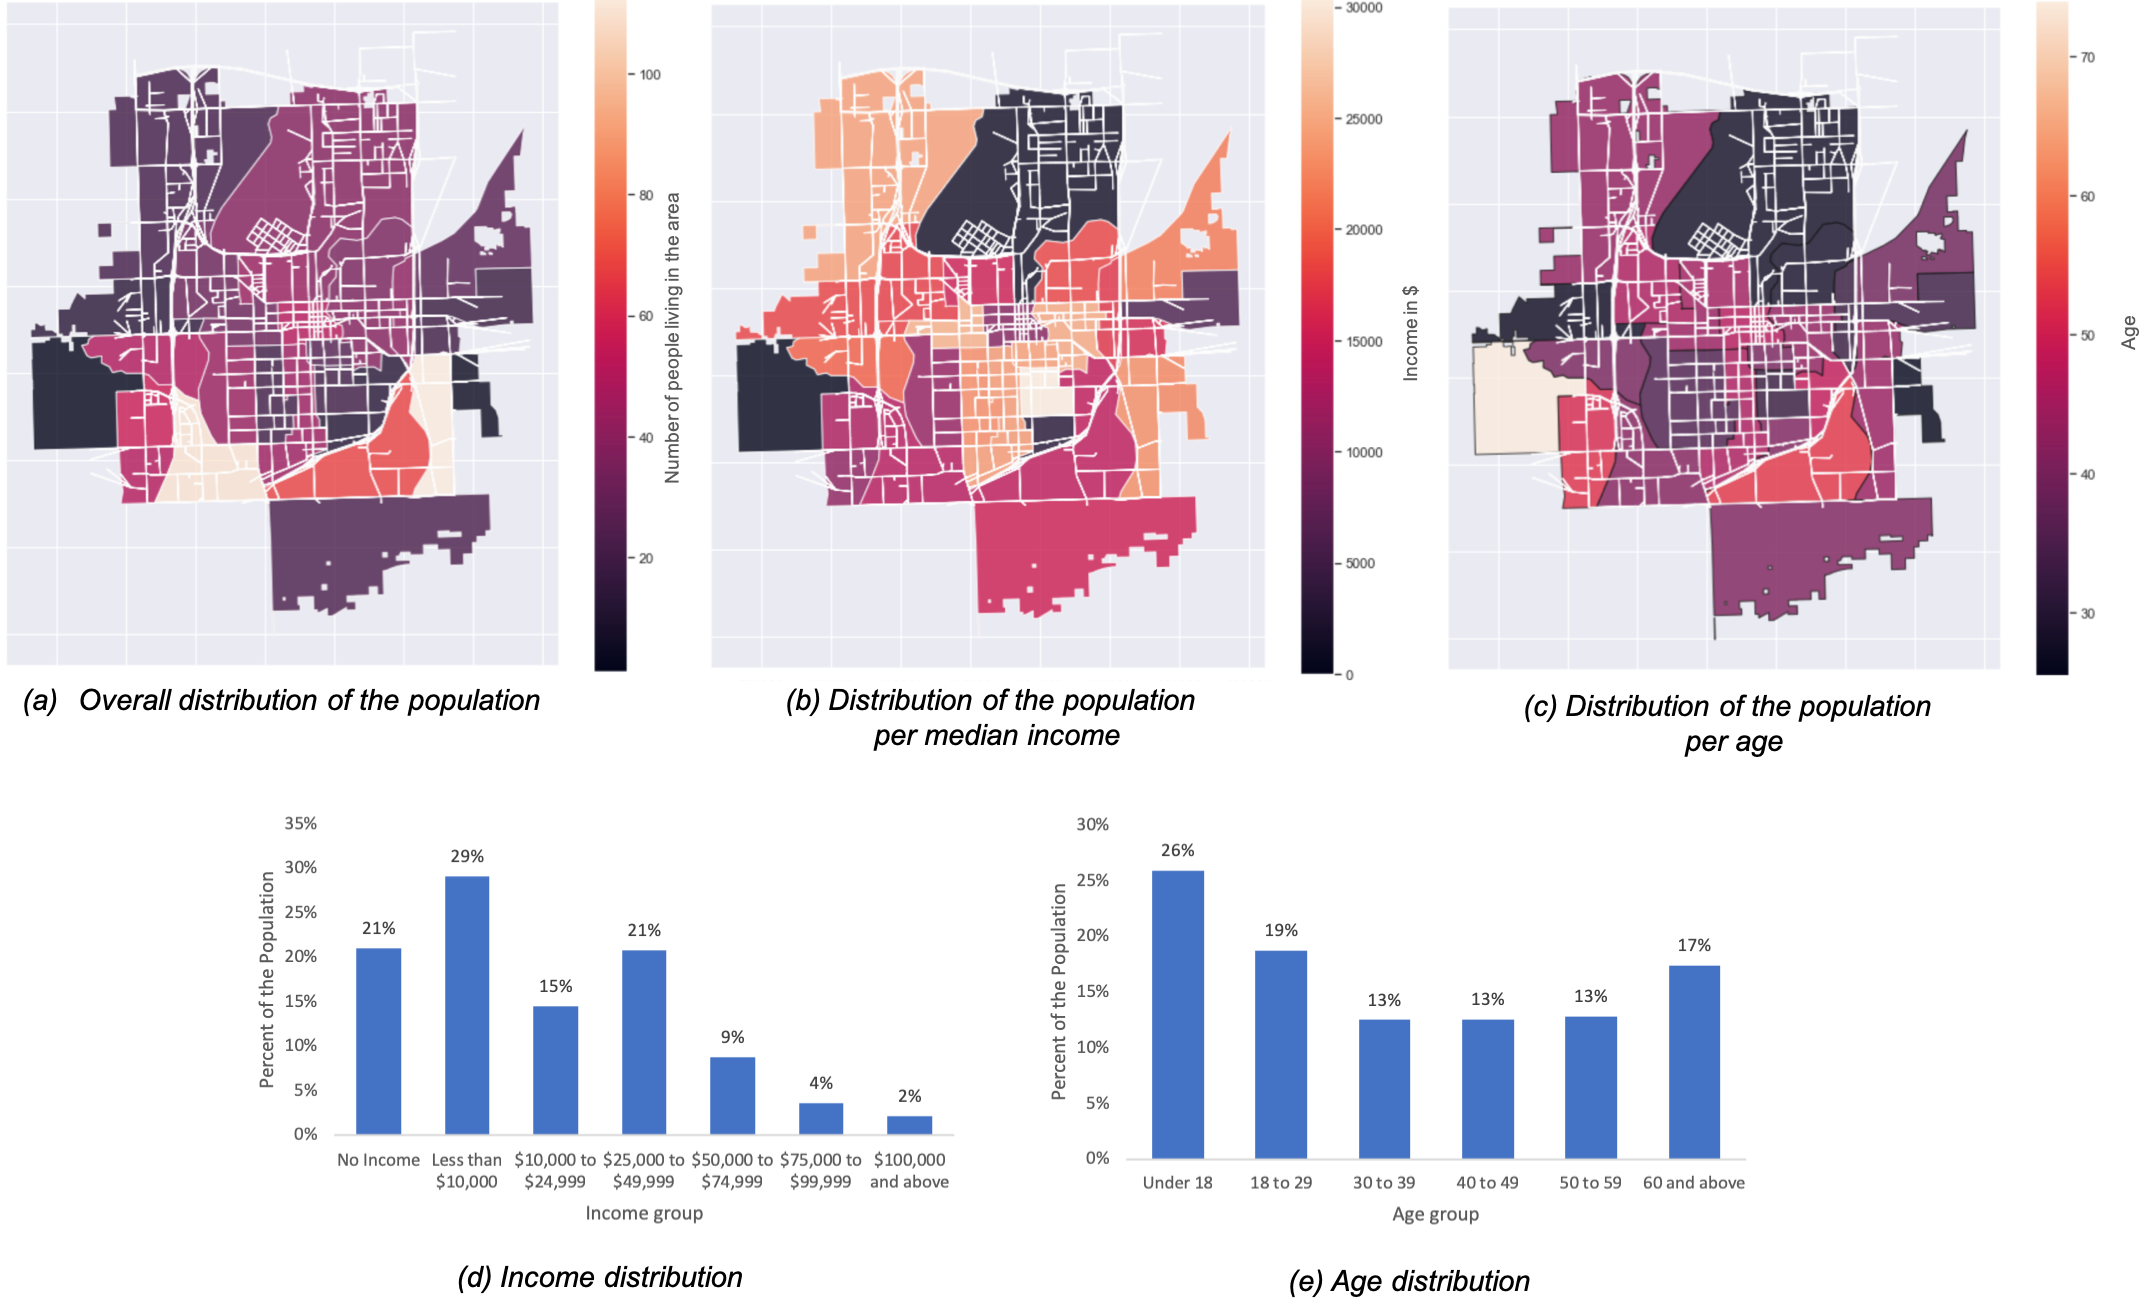 100
80
60
40
20
Number of people living in the area
(a) Overall distribution of the population
30000
25000
20000
15000
10000
5000
0
Income in $
(b) Distribution of the population
per median income
70
60
50
40
30
Age
(c) Distribution of the population
per age
35%
30%
25%
20%
15%
10%
5%
0%
Percent of the Population
21%
29%
15%
21%
9%
4%
2%
No Income Less than $10,000 to $25,000 to $50,000 to $75,000 to $100,000
$10,000 $24,999 $49,999 $74,999 $99,999 and above
Income group
(d) Income distribution
30%
25%
20%
15%
10%
5%
0%
Percent of the Population
26%
19%
13%
13%
13%
17%
Under 18 18 to 29 30 to 39 40 to 49 50 to 59 60 and above
Age group
(e) Age distribution